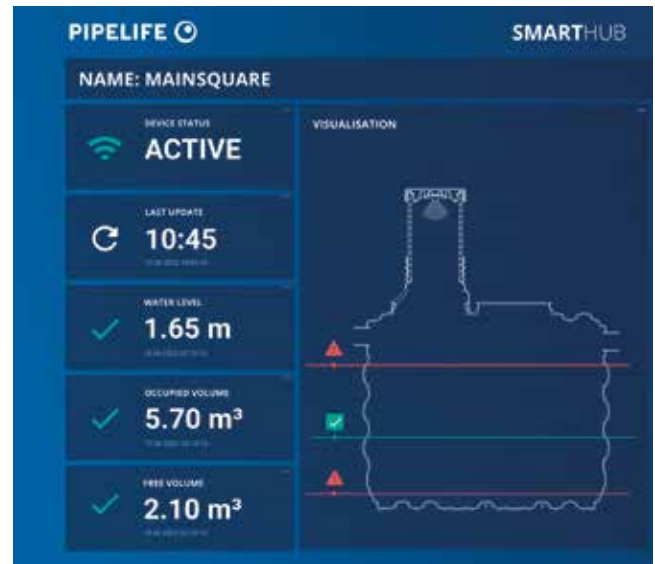 PIPELIFE
SMARTHUB
NAME: MAINSQUARE
DEVICE STATUS
ACTIVE
LAST UPDATE
10:45
WATER LEVEL
1.65 m
OCCUPIED VOLUME
5.70 m³
FREE VOLUME
2.10 m³
VISUALISATION